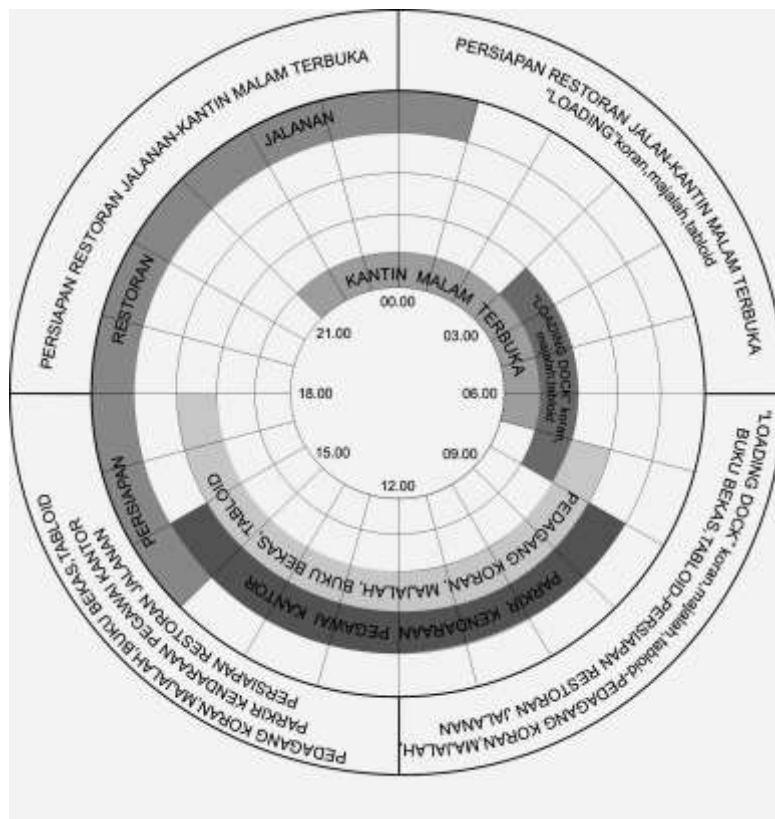 PERSIAPAN RESTORAN JALANAN-KANTIN MALAM TERBUKA
PERSIAPAN RESTORAN JALAN-KANTIN MALAM TERBUKA
"LOADING"koran,majalah,tabloid
PERSIAPAN RESTORAN JALANAN
KANTIN MALAM TERBUKA
"LOADING DOCK" koran,
majalah,tabloid
00.00
03.00
06.00
09.00
12.00
15.00
18.00
21.00
PEDAGANG KORAN, MAJALAH, BUKU BEKAS, TABLOID
PARKIR KENDARAAN PEGAWAI KANTOR
"LOADING DOCK" koran,majalah,tabloid-PEDAGANG KORAN,MAJALAH,
BUKU BEKAS,TABLOID-PERSIAPAN RESTORAN JALANAN
PEDAGANG KORAN,MAJALAH,BUKU BEKAS,TABLOID
PARKIR KENDARAAN PEGAWAI KANTOR
PERSIAPAN RESTORAN JALANAN